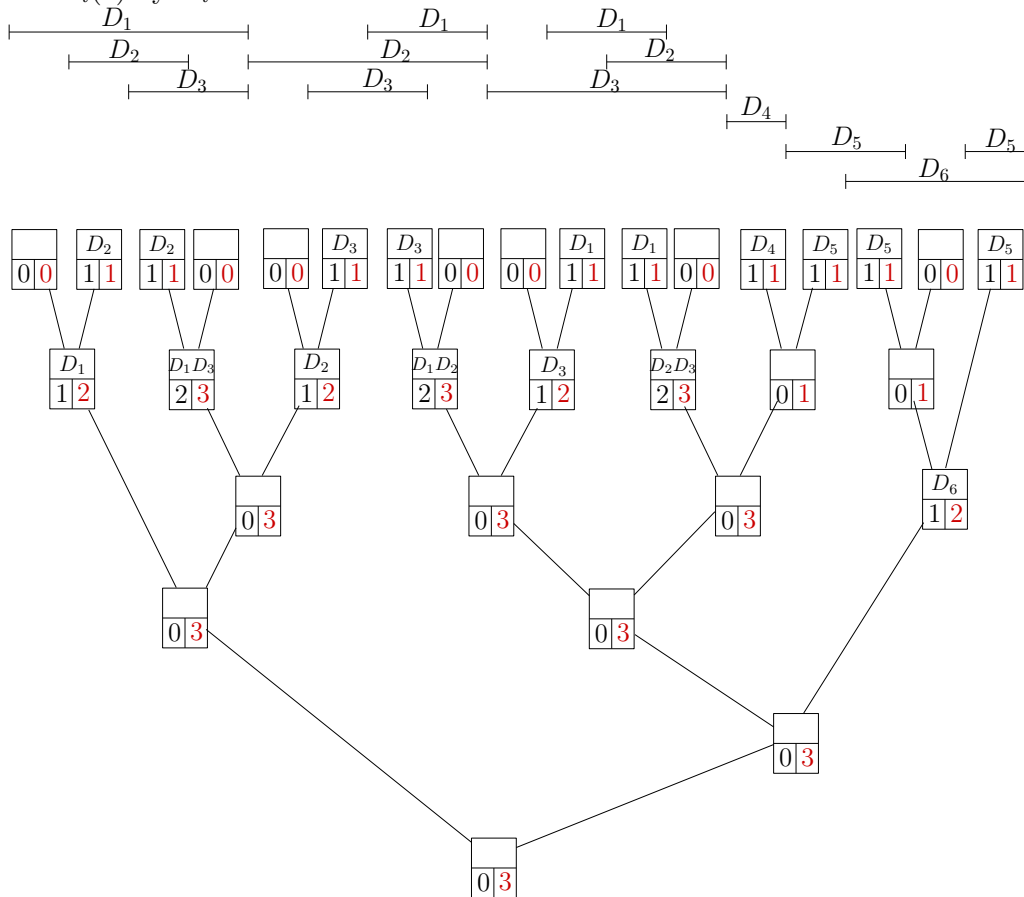 D₁ D₁ D₁
D₂ D₂ D₂
D₃ D₃ D₃
D₄
D₅ D₅
D₆
D₂ D₂ D₃ D₃ D₁ D₁ D₄ D₅ D₅ D₅
0 0 1 1 1 1 0 0 0 0 1 1 1 1 0 0 0 0 1 1 1 1 0 0 1 1 1 1 1 1 0 0 1 1
D₁ D₁D₃ D₂ D₁D₂ D₃ D₂D₃
1 2 2 3 1 2 2 3 1 2 2 3 0 1 0 1
D₆
0 3 0 3 0 3 1 2
0 3 0 3
0 3
0 3